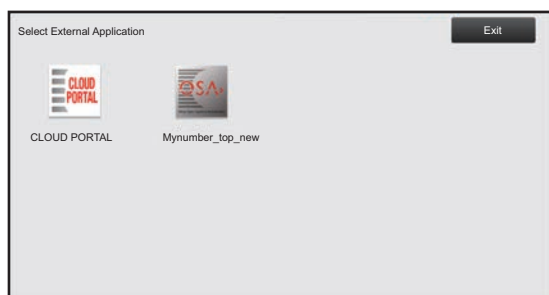 Select External Application
Exit
CLOUD
PORTAL
OSA
CLOUD PORTAL
Mynumber_top_new